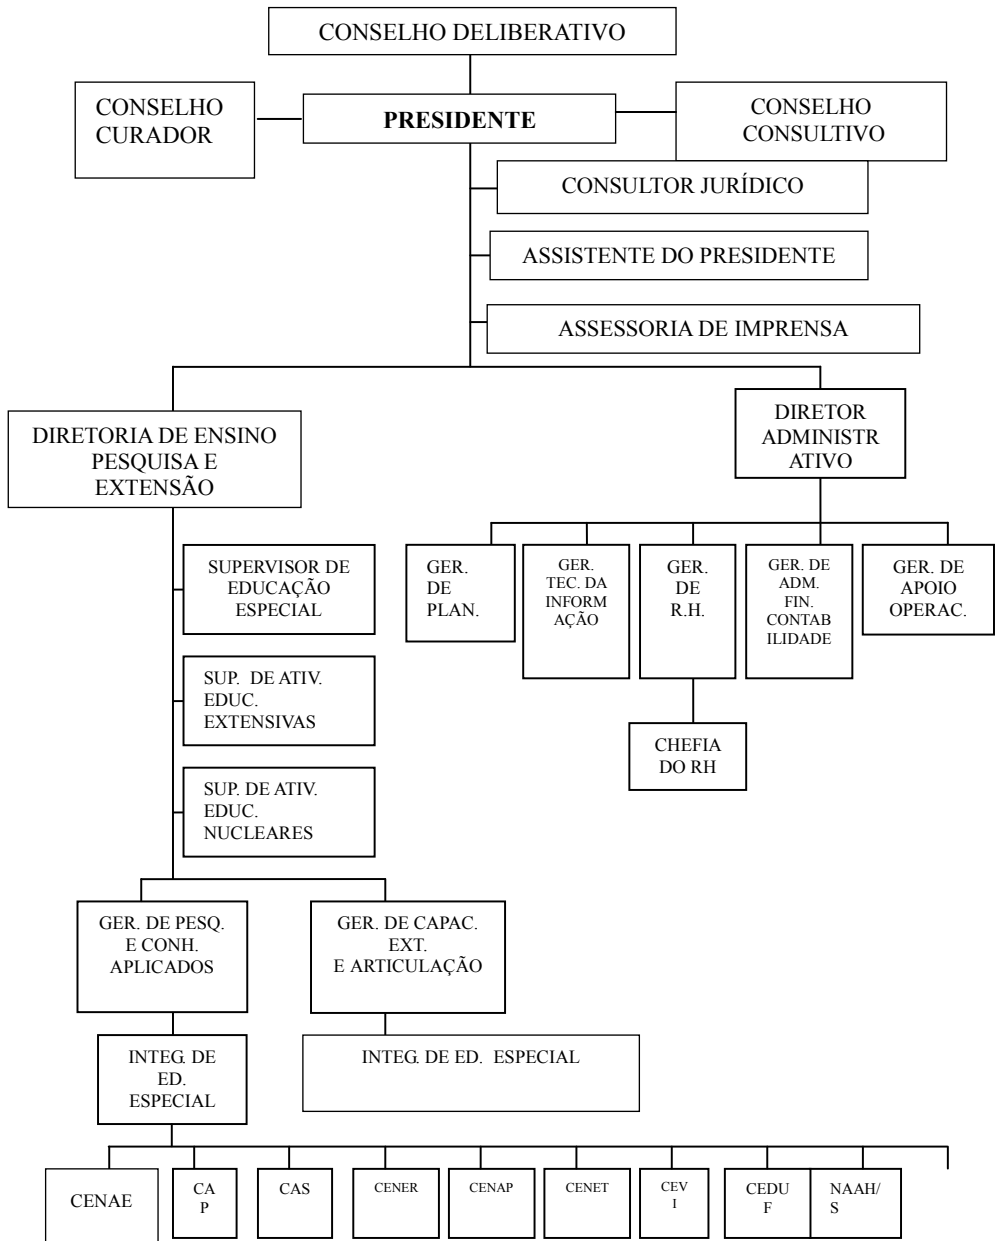 CONSELHO DELIBERATIVO
CONSELHO
CURADOR
PRESIDENTE
CONSELHO
CONSULTIVO
CONSULTOR JURÍDICO
ASSISTENTE DO PRESIDENTE
ASSESSORIA DE IMPRENSA
DIRETORIA DE ENSINO
PESQUISA E
EXTENSÃO
DIRETOR
ADMINISTR
ATIVO
SUPERVISOR DE
EDUCAÇÃO
ESPECIAL
GER.
DE
PLAN.
GER.
TEC. DA
INFORM
AÇÃO
GER.
DE
R.H.
GER. DE
ADM.
FIN.
CONTAB
ILIDADE
GER. DE
APOIO
OPERAC.
SUP. DE ATIV.
EDUC.
EXTENSIVAS
CHEFIA
DO RH
SUP. DE ATIV.
EDUC.
NUCLEARES
GER. DE PESQ.
E CONH.
APLICADOS
GER. DE CAPAC.
EXT.
E ARTICULAÇÃO
INTEG. DE
ED.
ESPECIAL
INTEG. DE ED. ESPECIAL
CENAE
CA
P
CAS
CENER
CENAP
CENET
CEV
I
CEDU
F
NAAH/
S